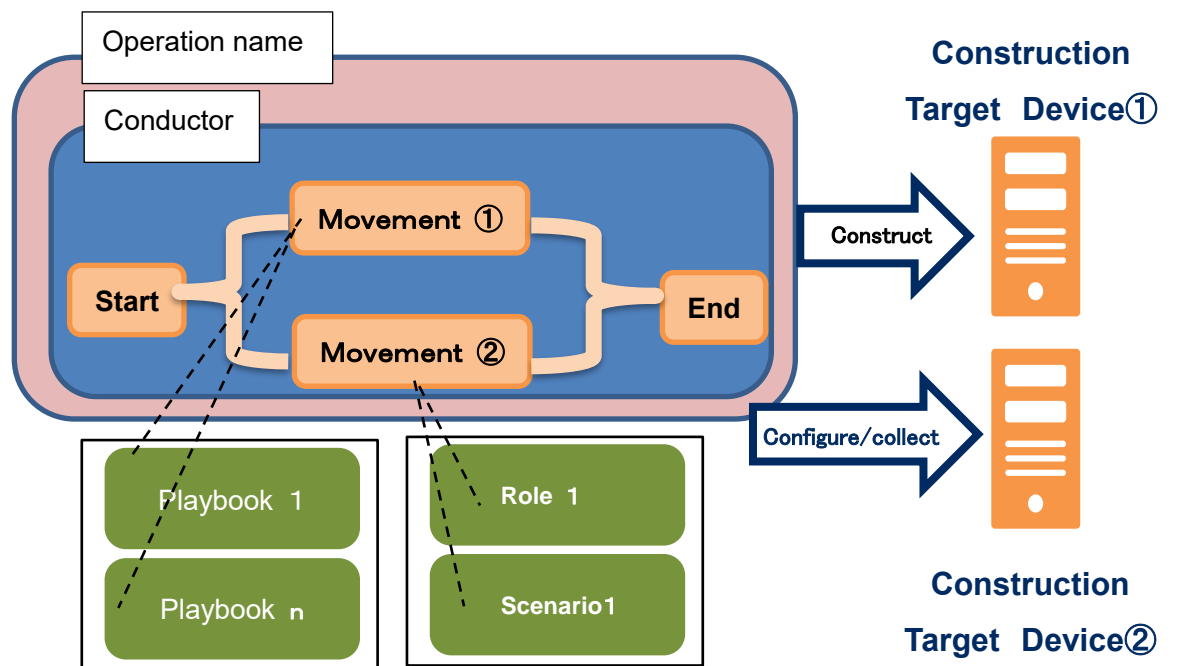 Operation name
Conductor
Start
Movement ①
Movement ②
End
Playbook 1
Playbook n
Role 1
Scenario1
Construct
Configure/collect
Construction
Target Device①
Construction
Target Device②